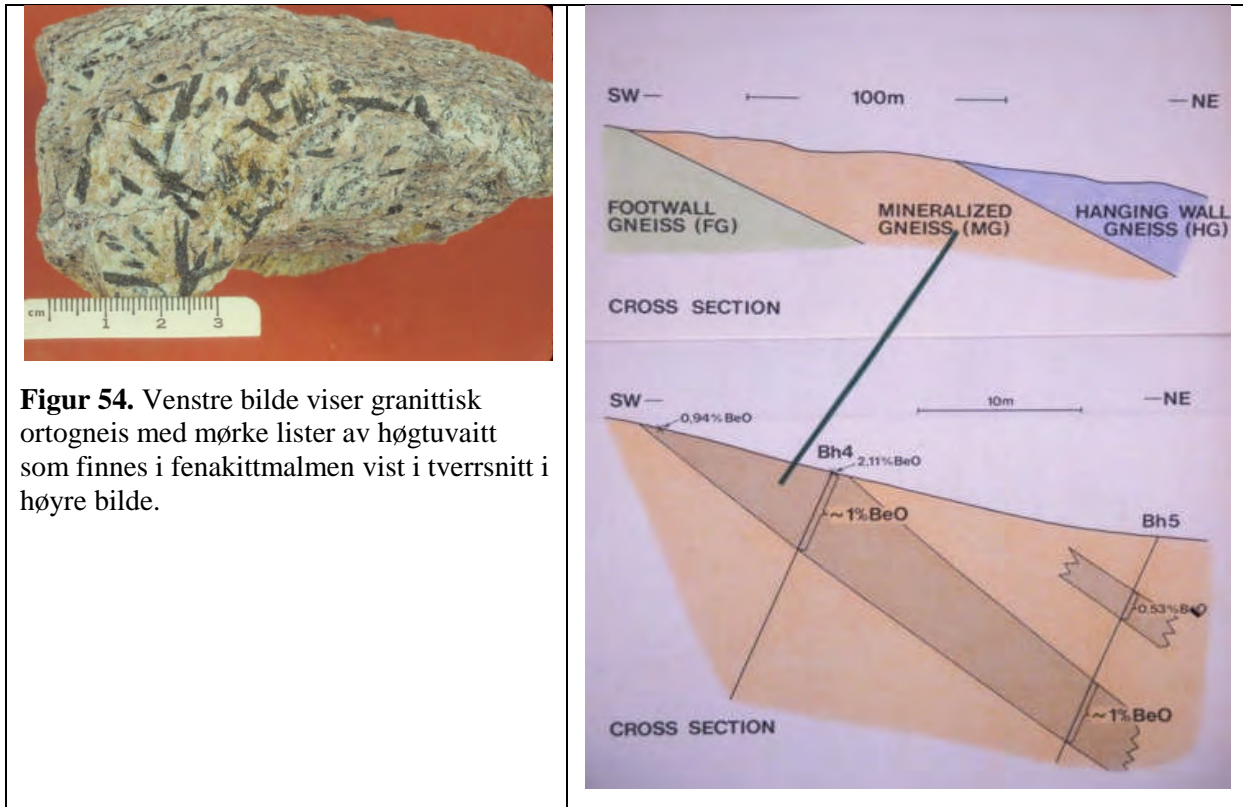 cm 1 2 3
Figur 54. Venstre bilde viser granittisk
ortogneis med mørke lister av høgtuvaitt
som finnes i fenakittmalmen vist i tverrsnitt i
høyre bilde.
SW — 100m — NE
FOOTWALL
GNEISS (FG)
MINERALIZED
GNEISS (MG)
HANGING WALL
GNEISS (HG)
CROSS SECTION
SW — 10m — NE
0,94% BeO
Bh4
2,11% BeO
~1% BeO
Bh5
0,53% BeO
~1% BeO
CROSS SECTION